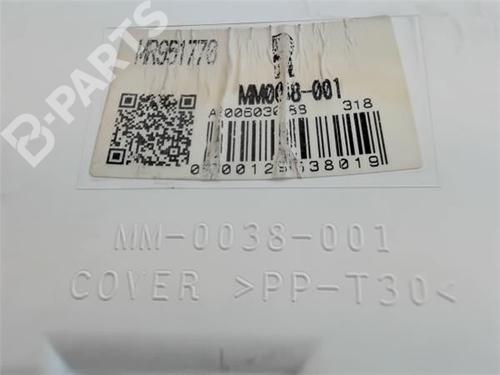 B-PARTS
MR951770
MM0038-001
318
MM-0038-001
COVER >PP-T30<